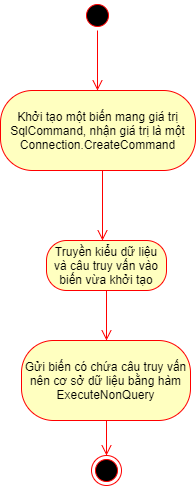 Khởi tạo một biến mang giá trị
SqlCommand, nhận giá trị là một
Connection.CreateCommand
Truyền kiểu dữ liệu
và câu truy vấn vào
biến vừa khởi tạo
Gửi biến có chứa câu truy vấn
nên cơ sở dữ liệu bằng hàm
ExecuteNonQuery